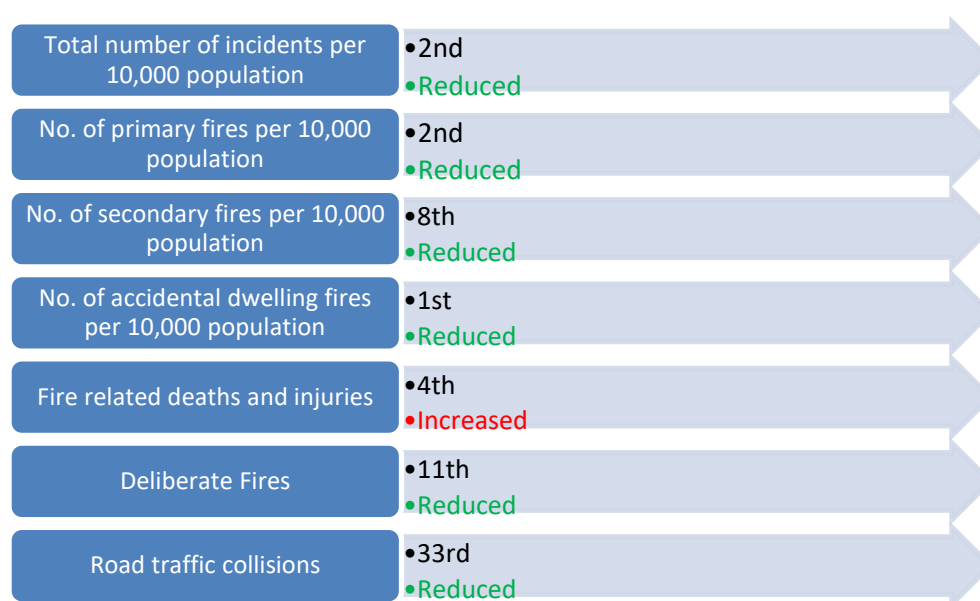 Total number of incidents per
10,000 population
•2nd
•Reduced
No. of primary fires per 10,000
population
•2nd
•Reduced
No. of secondary fires per 10,000
population
•8th
•Reduced
No. of accidental dwelling fires
per 10,000 population
•1st
•Reduced
Fire related deaths and injuries
•4th
•Increased
Deliberate Fires
•11th
•Reduced
Road traffic collisions
•33rd
•Reduced